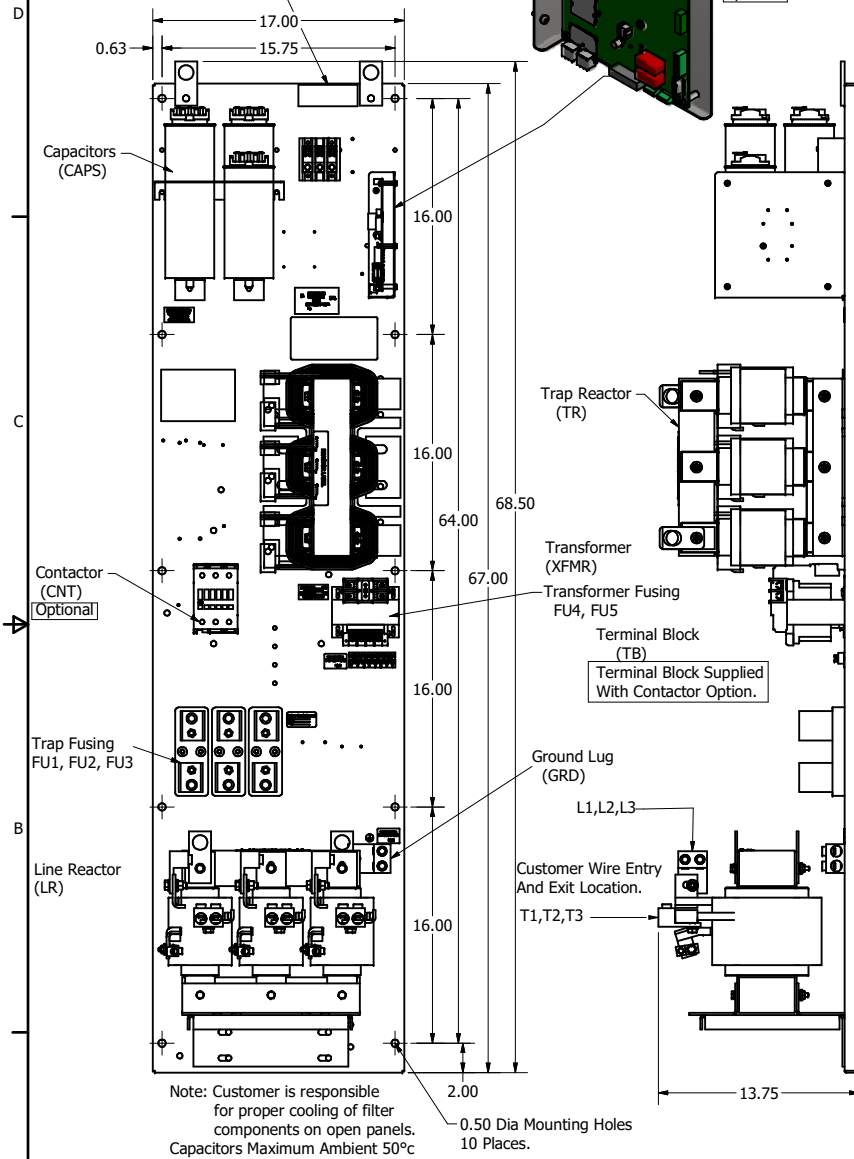 D
17.00
0.63
15.75
Capacitors
(CAPS)
16.00
C
Trap Reactor
(TR)
16.00
68.50
64.00
Transformer
(XFMR)
67.00
Contactor
(CNT)
Optional
Transformer Fusing
FU4, FU5
Terminal Block
(TB)
Terminal Block Supplied
With Contactor Option.
16.00
Trap Fusing
FU1, FU2, FU3
Ground Lug
(GRD)
L1,L2,L3
B
Line Reactor
(LR)
Customer Wire Entry
And Exit Location.
T1,T2,T3
16.00
2.00
13.75
Note: Customer is responsible
for proper cooling of filter
components on open panels.
Capacitors Maximum Ambient 50°c
0.50 Dia Mounting Holes
10 Places.